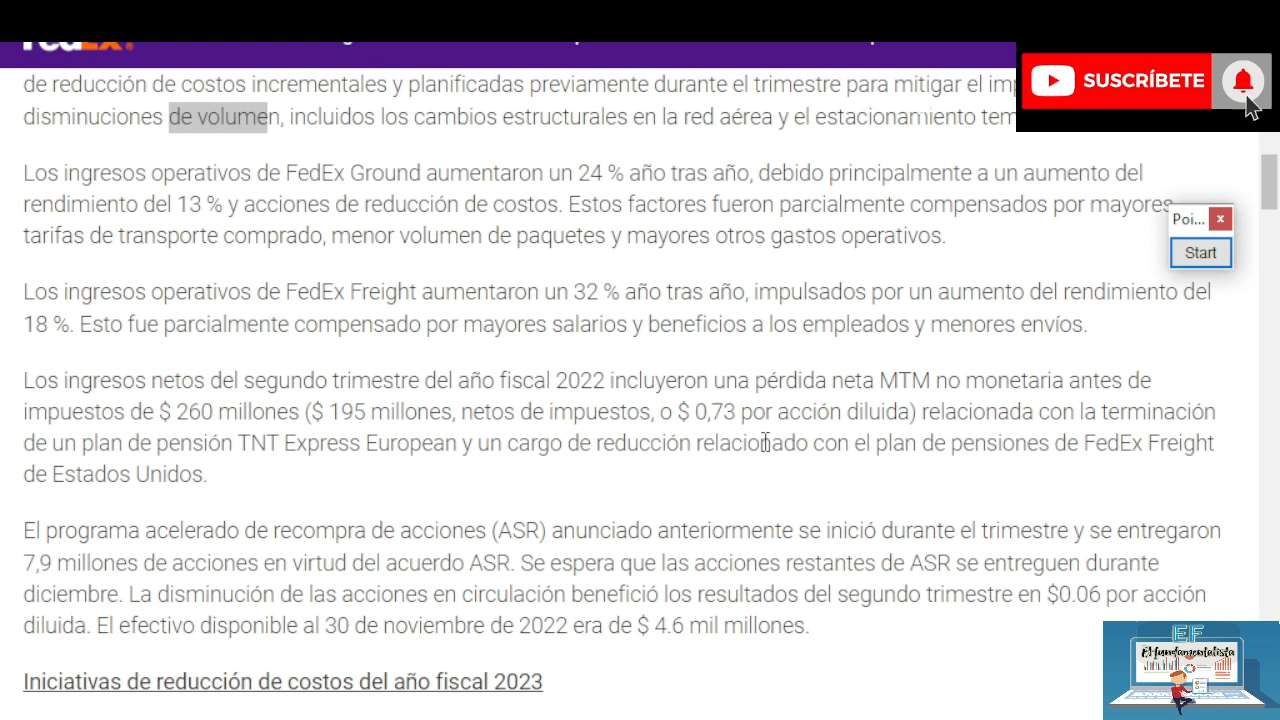 FedEx
de reducción de costos incrementales y planificadas previamente durante el trimestre para mitigar el
disminuciones de volumen, incluidos los cambios estructurales en la red aérea y el estacionamiento
SUSCRÍBETE
Los ingresos operativos de FedEx Ground aumentaron un 24 % año tras año, debido principalmente a un aumento del
rendimiento del 13 % y acciones de reducción de costos. Estos factores fueron parcialmente compensados por mayores
tarifas de transporte comprado, menor volumen de paquetes y mayores otros gastos operativos.
Poi... x
Start
Los ingresos operativos de FedEx Freight aumentaron un 32 % año tras año, impulsados por un aumento del rendimiento del
18 %. Esto fue parcialmente compensado por mayores salarios y beneficios a los empleados y menores envíos.
Los ingresos netos del segundo trimestre del año fiscal 2022 incluyeron una pérdida neta MTM no monetaria antes de
impuestos de $ 260 millones ($ 195 millones, netos de impuestos, o $ 0,73 por acción diluida) relacionada con la terminación
de un plan de pensión TNT Express European y un cargo de reducción relacionado con el plan de pensiones de FedEx Freight
de Estados Unidos.
El programa acelerado de recompra de acciones (ASR) anunciado anteriormente se inició durante el trimestre y se entregaron
7,9 millones de acciones en virtud del acuerdo ASR. Se espera que las acciones restantes de ASR se entreguen durante
diciembre. La disminución de las acciones en circulación benefició los resultados del segundo trimestre en $0.06 por acción
diluida. El efectivo disponible al 30 de noviembre de 2022 era de $ 4.6 mil millones.
Iniciativas de reducción de costos del año fiscal 2023
EF
El fundamentalista